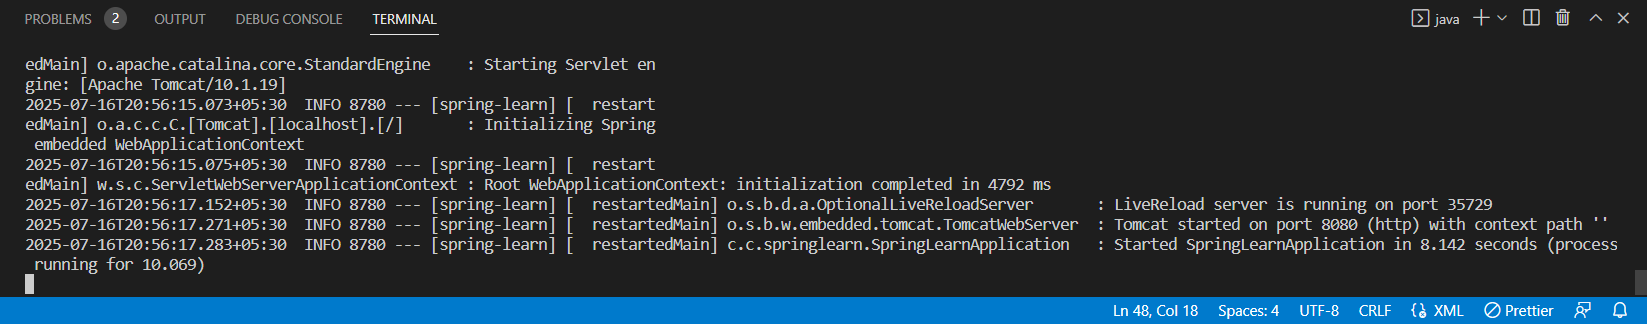 PROBLEMS 2 OUTPUT DEBUG CONSOLE TERMINAL java
edMain] o.apache.catalina.core.StandardEngine    : Starting Servlet en
gine: [Apache Tomcat/10.1.19]
2025-07-16T20:56:15.073+05:30  INFO 8780 --- [spring-learn] [  restart
edMain] o.a.c.c.C.[Tomcat].[localhost].[/]       : Initializing Spring
 embedded WebApplicationContext
2025-07-16T20:56:15.075+05:30  INFO 8780 --- [spring-learn] [  restart
edMain] w.s.c.ServletWebServerApplicationContext : Root WebApplicationContext: initialization completed in 4792 ms
2025-07-16T20:56:17.152+05:30  INFO 8780 --- [spring-learn] [  restartedMain] o.s.b.d.a.OptionalLiveReloadServer       : LiveReload server is running on port 35729
2025-07-16T20:56:17.271+05:30  INFO 8780 --- [spring-learn] [  restartedMain] o.s.b.w.embedded.tomcat.TomcatWebServer  : Tomcat started on port 8080 (http) with context path ''
2025-07-16T20:56:17.283+05:30  INFO 8780 --- [spring-learn] [  restartedMain] c.c.springlearn.SpringLearnApplication   : Started SpringLearnApplication in 8.142 seconds (process
 running for 10.069)
Ln 48, Col 18 Spaces: 4 UTF-8 CRLF XML Prettier